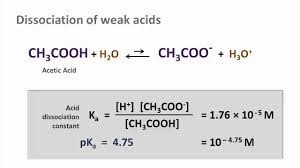 Dissociation of weak acids
CH₃COOH + H₂O ⇌ CH₃COO⁻ + H₃O⁺
Acetic Acid
Acid dissociation constant
Kₐ = [H⁺] [CH₃COO⁻] / [CH₃COOH] = 1.76 × 10⁻⁵ M
pKₐ = 4.75 = 10⁻⁴·⁷⁵ M